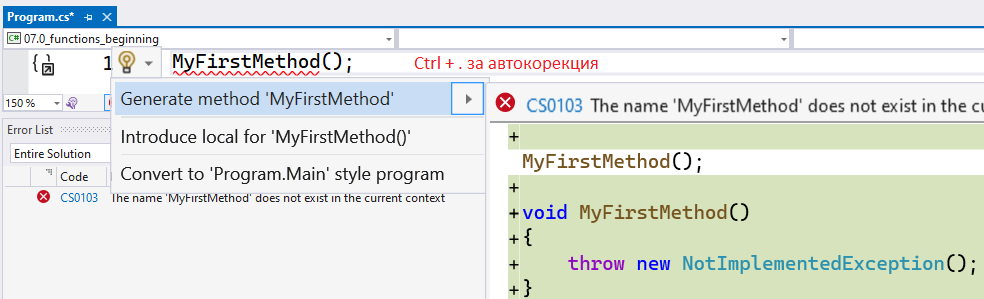 Program.cs*
C# 07.0_functions_beginning
1 MyFirstMethod(); Ctrl + . за автокорекция
150 %
Generate method 'MyFirstMethod'
Introduce local for 'MyFirstMethod()'
Convert to 'Program.Main' style program
Error List
Entire Solution
Code
CS0103 The name 'MyFirstMethod' does not exist in the current context
CS0103 The name 'MyFirstMethod' does not exist in the cu
+
MyFirstMethod();
+
+void MyFirstMethod()
+{
+ throw new NotImplementedException();
+}